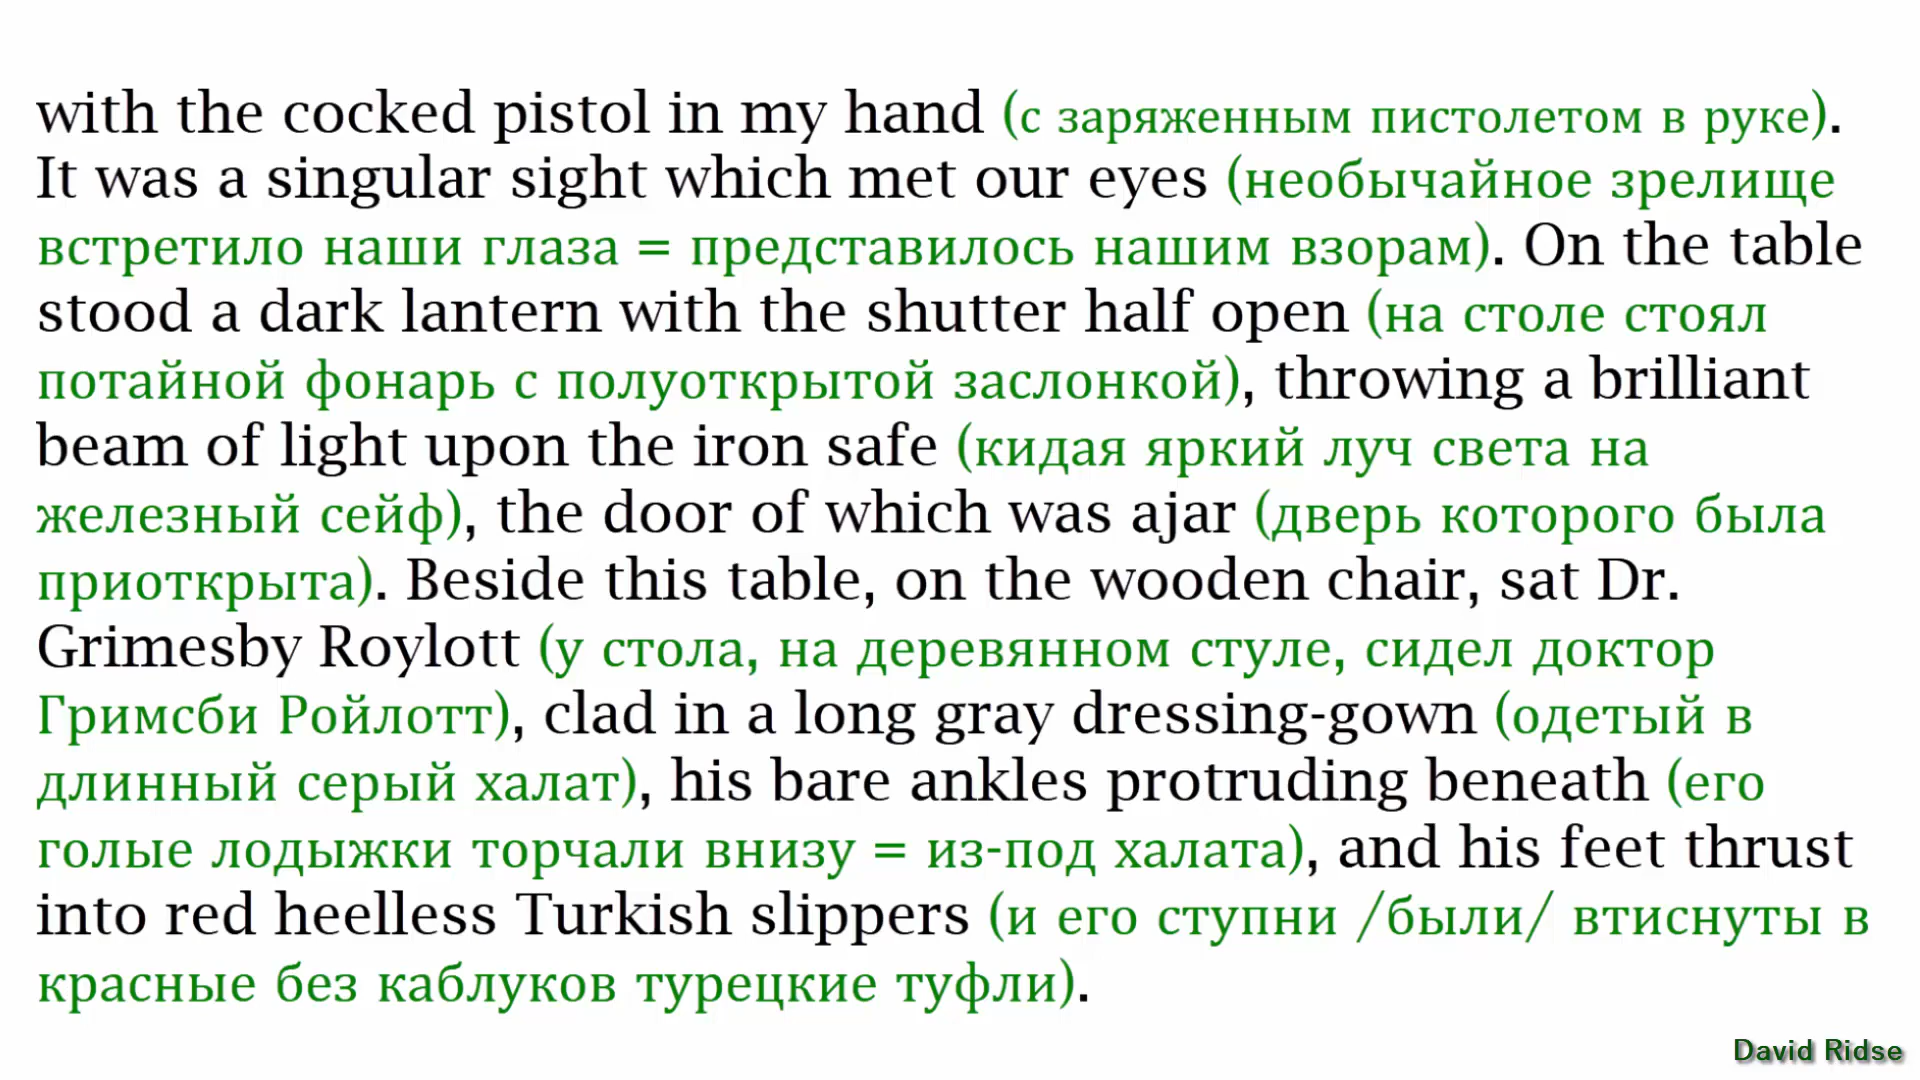 with the cocked pistol in my hand (с заряженным пистолетом в руке).
It was a singular sight which met our eyes (необычайное зрелище
встретило наши глаза = представилось нашим взорам). On the table
stood a dark lantern with the shutter half open (на столе стоял
потайной фонарь с полуоткрытой заслонкой), throwing a brilliant
beam of light upon the iron safe (кидая яркий луч света на
железный сейф), the door of which was ajar (дверь которого была
приоткрыта). Beside this table, on the wooden chair, sat Dr.
Grimesby Roylott (у стола, на деревянном стуле, сидел доктор
Гримсби Ройлотт), clad in a long gray dressing-gown (одетый в
длинный серый халат), his bare ankles protruding beneath (его
голые лодыжки торчали внизу = из-под халата), and his feet thrust
into red heelless Turkish slippers (и его ступни /были/ втиснуты в
красные без каблуков турецкие туфли).
David Ridse